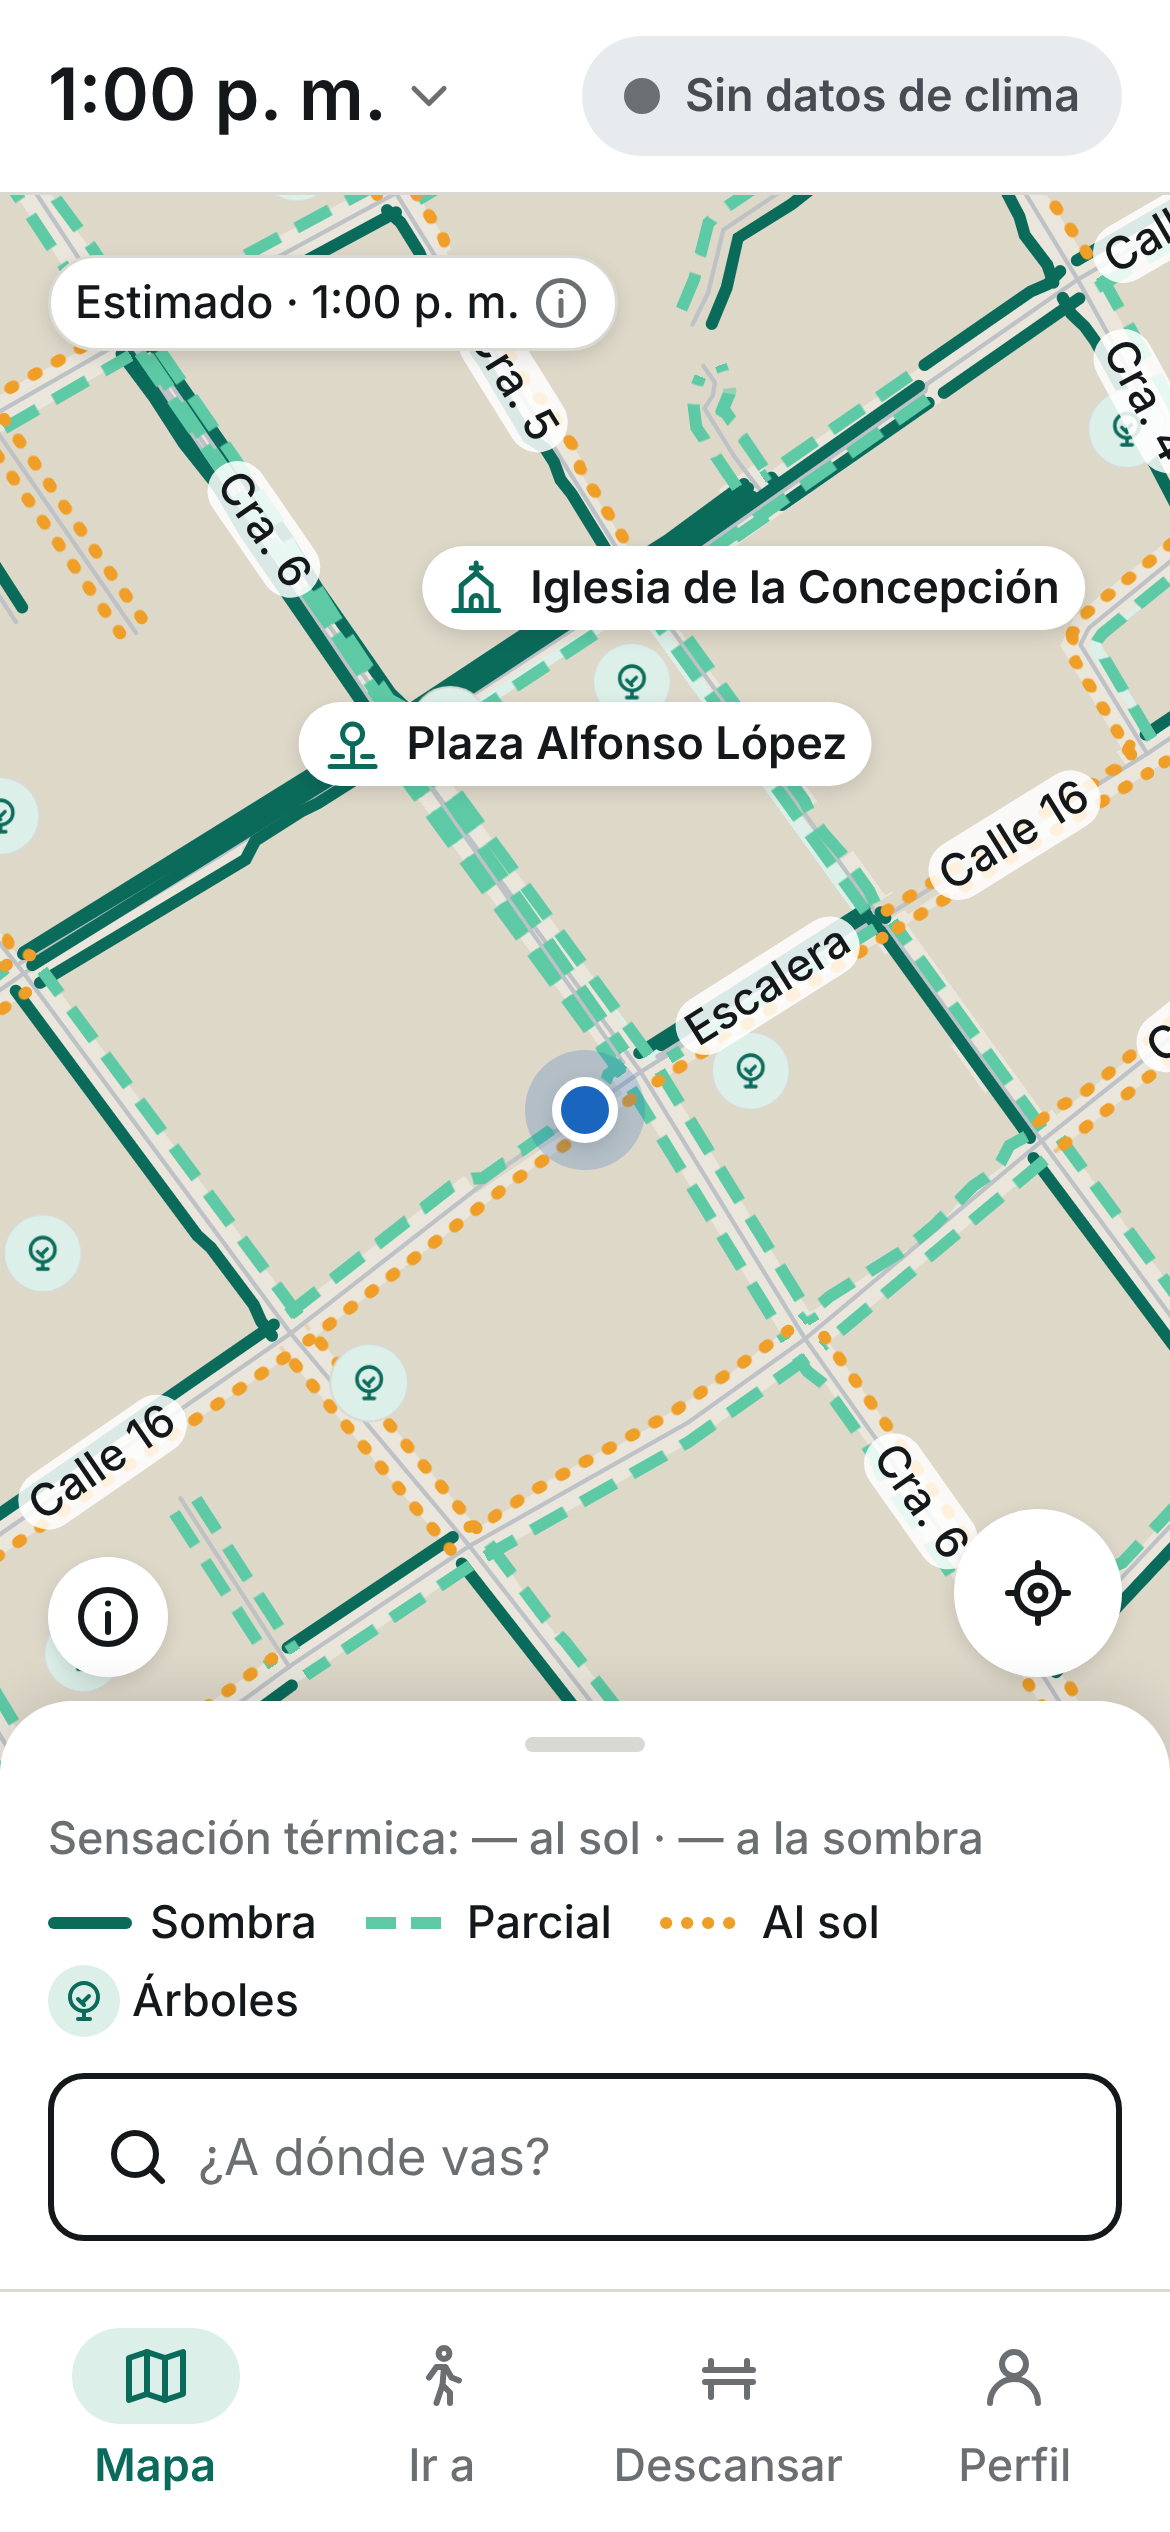 1:00 p. m.
Sin datos de clima
Estimado · 1:00 p. m.
Cra. 5
Cra. 6
Cra. 4
Iglesia de la Concepción
Plaza Alfonso López
Calle 16
Escalera
Calle 16
Cra. 6
Sensación térmica: — al sol · — a la sombra
Sombra Parcial Al sol
Árboles
¿A dónde vas?
Mapa Ir a Descansar Perfil